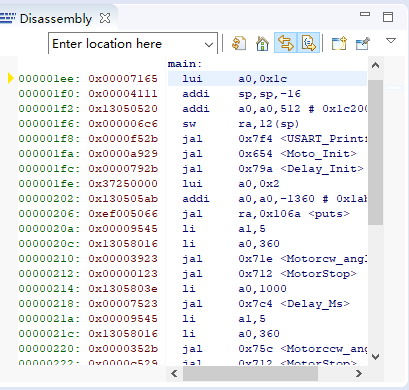 Disassembly
Enter location here
main:
000001ee: 0x00007165 lui a0,0x1c
000001f0: 0x00004111 addi sp,sp,-16
000001f2: 0x13050520 addi a0,a0,512 # 0x1c200
000001f6: 0x000006c6 sw ra,12(sp)
000001f8: 0x0000f52b jal 0x7f4 <USART_Print
000001fa: 0x0000a929 jal 0x654 <Moto_Init>
000001fc: 0x0000792b jal 0x79a <Delay_Init>
000001fe: 0x37250000 lui a0,0x2
00000202: 0x130505ab addi a0,a0,-1360 # 0x1ab
00000206: 0xef005066 jal ra,0x106a <puts>
0000020a: 0x00009545 li a1,5
0000020c: 0x13058016 li a0,360
00000210: 0x00003923 jal 0x71e <Motorcw_angl
00000212: 0x00000123 jal 0x712 <MotorStop>
00000214: 0x1305803e li a0,1000
00000218: 0x00007523 jal 0x7c4 <Delay_Ms>
0000021a: 0x00009545 li a1,5
0000021c: 0x13058016 li a0,360
00000220: 0x0000352b jal 0x75c <Motorccw_ang
00000222: 0x0000c529 jal 0x712 <MotorStop>